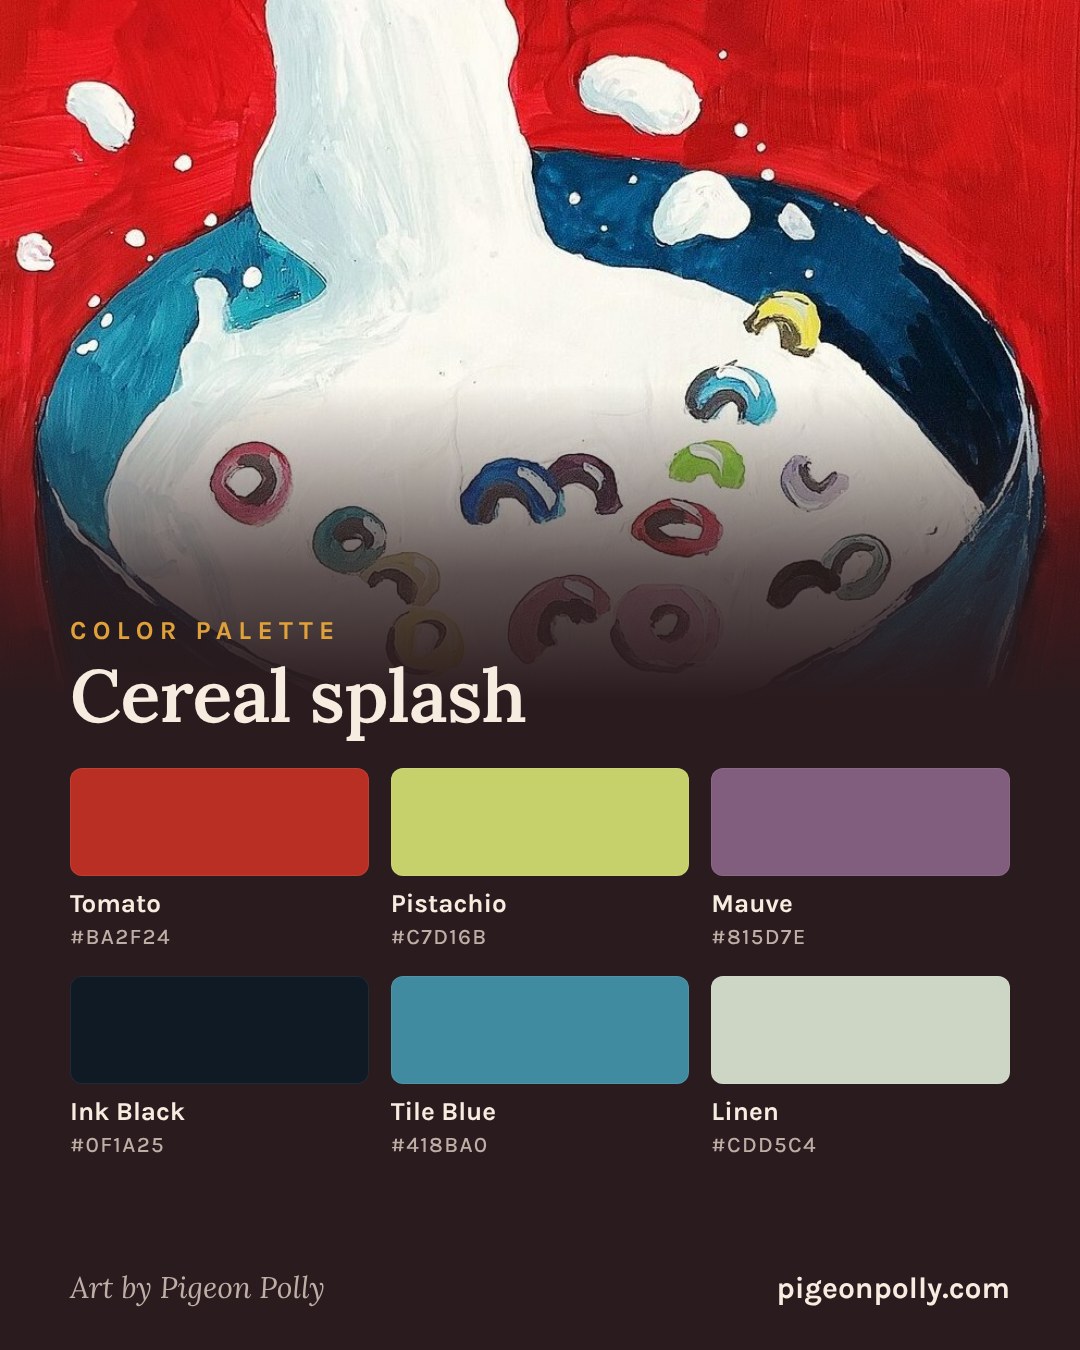 COLOR PALETTE
Cereal splash
Tomato
#BA2F24
Pistachio
#C7D16B
Mauve
#815D7E
Ink Black
#0F1A25
Tile Blue
#418BA0
Linen
#CDD5C4
Art by Pigeon Polly
pigeonpolly.com